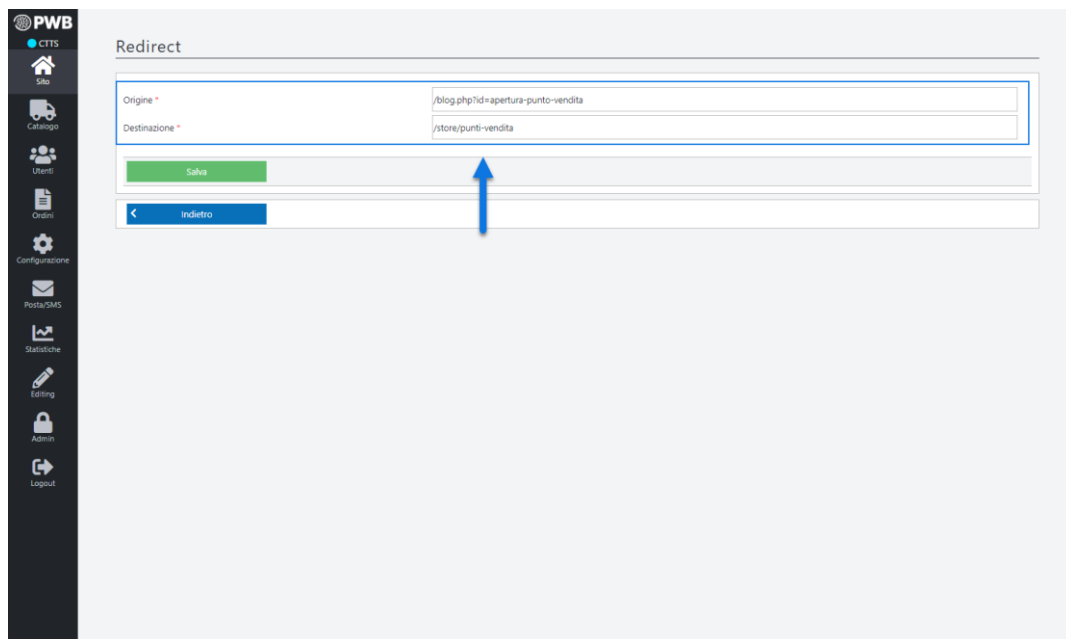 PWB
CTTS
Sito
Catalogo
Utenti
Ordini
Configurazione
Posta/SMS
Statistiche
Editing
Admin
Logout
Redirect
Origine * /blog.php?id=apertura-punto-vendita
Destinazione * /store/punti-vendita
Salva
Indietro